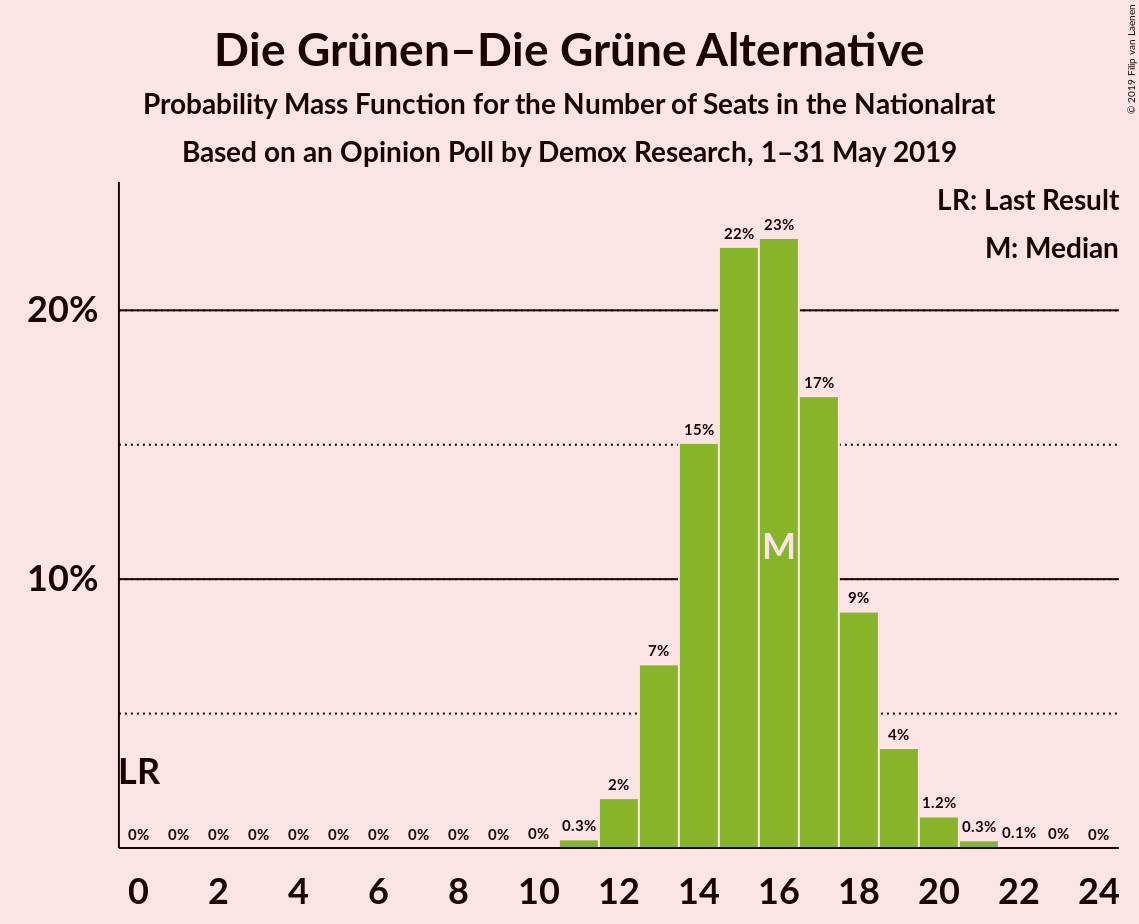 Die Grünen–Die Grüne Alternative
Probability Mass Function for the Number of Seats in the Nationalrat
Based on an Opinion Poll by Demox Research, 1–31 May 2019
© 2019 Filip van Laenen
LR: Last Result
M: Median
20%
10%
LR
M
0% 0% 0% 0% 0% 0% 0% 0% 0% 0% 0% 0.3% 2% 7% 15% 22% 23% 17% 9% 4% 1.2% 0.3% 0.1% 0% 0%
0 2 4 6 8 10 12 14 16 18 20 22 24